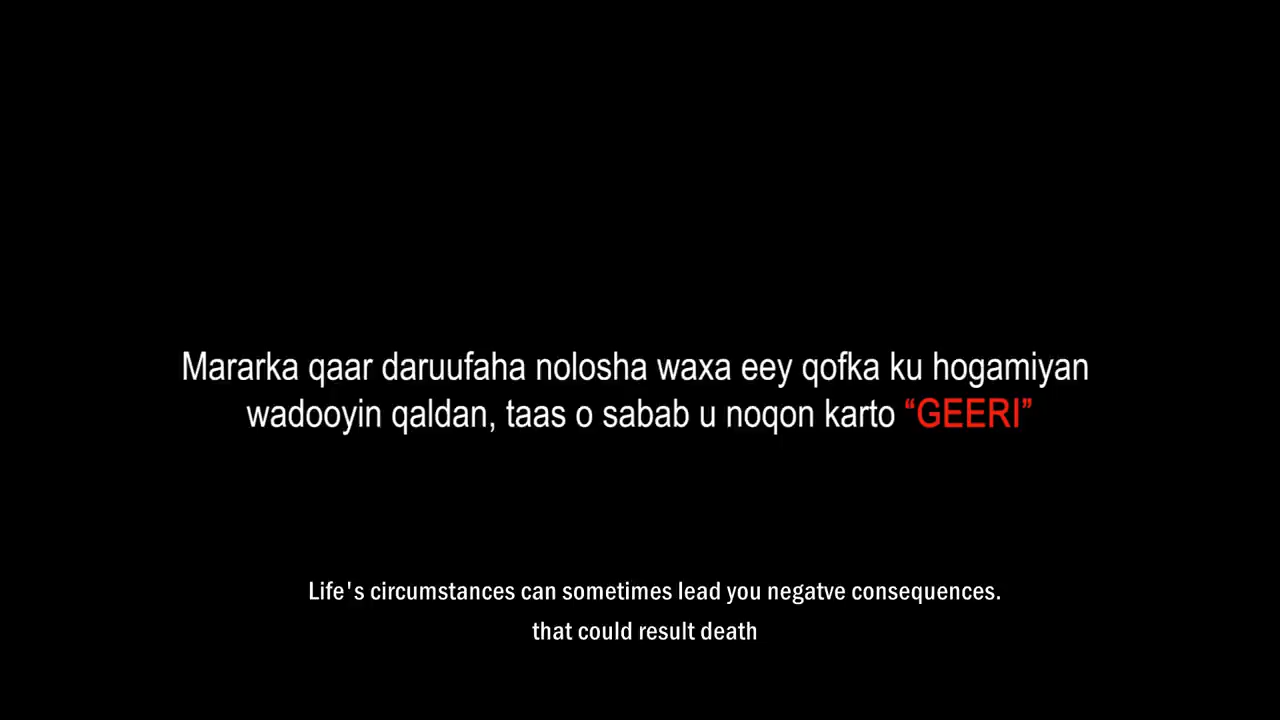 Mararka qaar daruufaha nolosha waxa eey qofka ku hogamiyan
wadooyin qaldan, taas o sabab u noqon karto “GEERI”
Life's circumstances can sometimes lead you negatve consequences.
that could result death